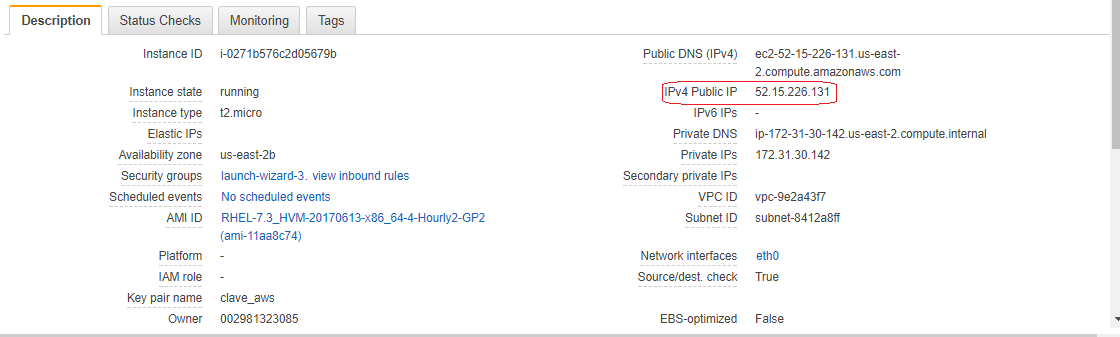 Description Status Checks Monitoring Tags
Instance ID i-0271b576c2d05679b Public DNS (IPv4) ec2-52-15-226-131.us-east-
2.compute.amazonaws.com
Instance state running IPv4 Public IP 52.15.226.131
Instance type t2.micro IPv6 IPs -
Elastic IPs Private DNS ip-172-31-30-142.us-east-2.compute.internal
Availability zone us-east-2b Private IPs 172.31.30.142
Security groups launch-wizard-3. view inbound rules Secondary private IPs
Scheduled events No scheduled events VPC ID vpc-9e2a43f7
AMI ID RHEL-7.3_HVM-20170613-x86_64-4-Hourly2-GP2 Subnet ID subnet-8412a8ff
(ami-11aa8c74)
Platform - Network interfaces eth0
IAM role - Source/dest. check True
Key pair name clave_aws
Owner 002981323085 EBS-optimized False